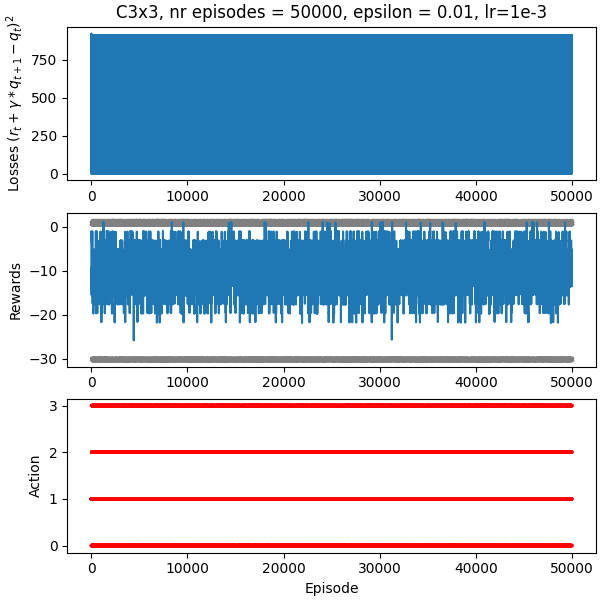 C3x3, nr episodes = 50000, epsilon = 0.01, lr=1e-3
Losses $(r_t + \gamma * q_{t+1} - q_t)^2$
750
500
250
0
0 10000 20000 30000 40000 50000
Rewards
0
−10
−20
−30
0 10000 20000 30000 40000 50000
Action
3
2
1
0
0 10000 20000 30000 40000 50000
Episode